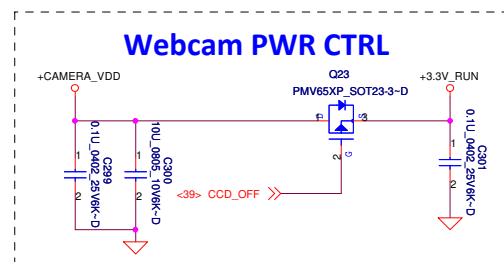 Webcam PWR CTRL
+CAMERA_VDD
Q23
PMV65XP_SOT23-3~D
+3.3V_RUN
1
D
S
3
G
2
1
2
0.1U_0402_25V6K~D
C299
1
2
10U_0805_10V6K~D
C300
1
2
0.1U_0402_25V6K~D
C301
<39> CCD_OFF